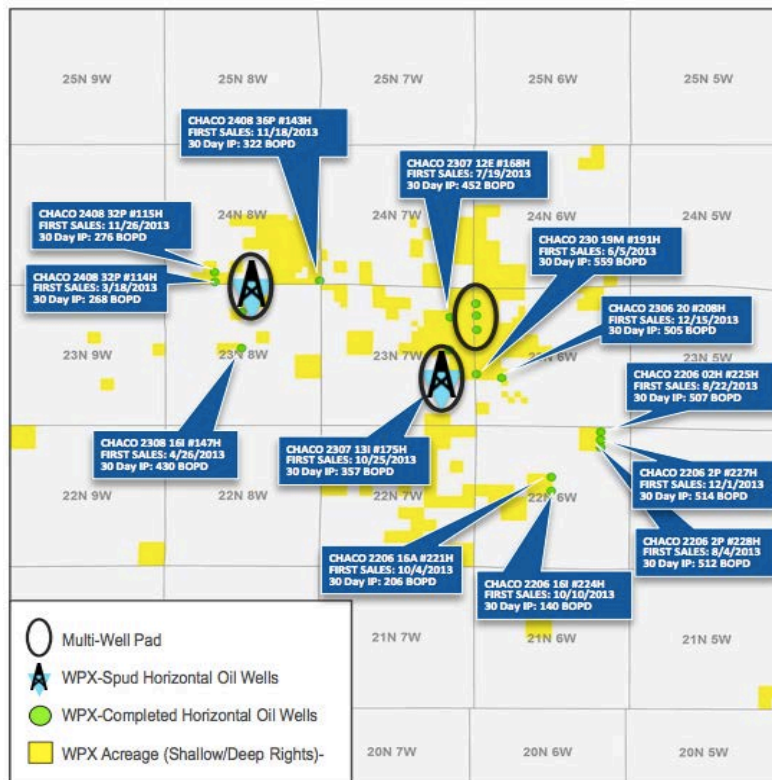 25N 9W
25N 8W
25N 7W
25N 6W
25N 5W
CHACO 2408 36P #143H
FIRST SALES: 11/18/2013
30 Day IP: 322 BOPD
CHACO 2307 12E #168H
FIRST SALES: 7/19/2013
30 Day IP: 452 BOPD
CHACO 2408 32P #115H
FIRST SALES: 11/26/2013
30 Day IP: 276 BOPD
24N 8W
24N 7W
24N 6W
24N 5W
CHACO 230 19M #191H
FIRST SALES: 6/5/2013
30 Day IP: 559 BOPD
CHACO 2408 32P #114H
FIRST SALES: 3/18/2013
30 Day IP: 268 BOPD
CHACO 2306 20 #208H
FIRST SALES: 12/15/2013
30 Day IP: 505 BOPD
23N 9W
23N 8W
23N 7W
6W
CHACO 2206 02H #225H
FIRST SALES: 8/22/2013
30 Day IP: 507 BOPD
CHACO 2308 16I #147H
FIRST SALES: 4/26/2013
30 Day IP: 430 BOPD
CHACO 2307 13I #175H
FIRST SALES: 10/25/2013
30 Day IP: 357 BOPD
CHACO 2206 2P #227H
FIRST SALES: 12/1/2013
30 Day IP: 514 BOPD
22N 9W
22N 8W
22N 7W
22N 6W
CHACO 2206 2P #228H
FIRST SALES: 8/4/2013
30 Day IP: 512 BOPD
CHACO 2206 16A #221H
FIRST SALES: 10/4/2013
30 Day IP: 206 BOPD
CHACO 2206 16I #224H
FIRST SALES: 10/10/2013
30 Day IP: 140 BOPD
21N 7W
21N 6W
21N 5W
20N 7W
20N 6W
20N 5W
Multi-Well Pad
WPX-Spud Horizontal Oil Wells
WPX-Completed Horizontal Oil Wells
WPX Acreage (Shallow/Deep Rights)-